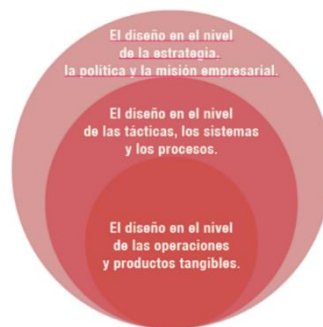 El diseño en el nivel
de la estrategia.
la política y la misión empresarial.
El diseño en el nivel
de las tácticas, los sistemas
y los procesos.
El diseño en el nivel
de las operaciones
y productos tangibles.